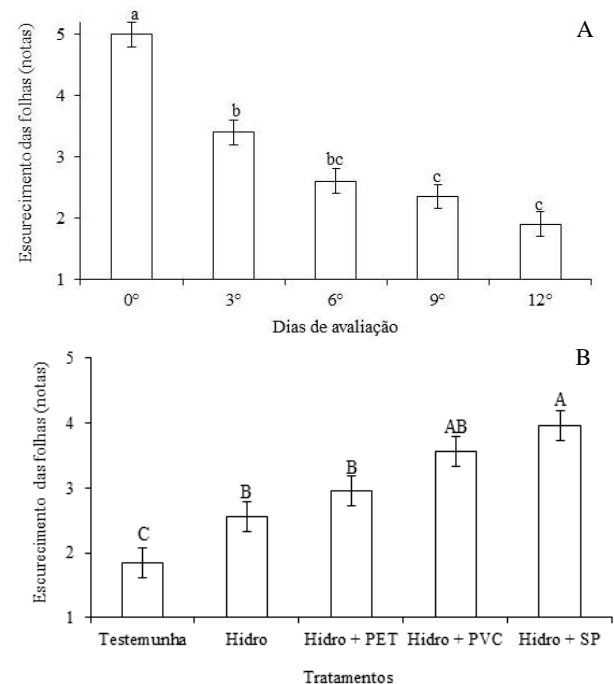 A
Escurecimento das folhas (notas)
5
4
3
2
1
a
b
bc
c
c
0° 3° 6° 9° 12°
Dias de avaliação
B
Escurecimento das folhas (notas)
5
4
3
2
1
C
B
B
AB
A
Testemunha Hidro Hidro + PET Hidro + PVC Hidro + SP
Tratamentos